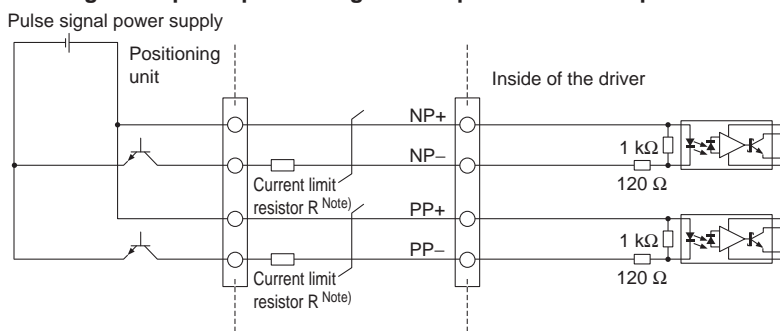 Pulse signal power supply
Positioning
unit
Inside of the driver
NP+
NP−
1 kΩ
120 Ω
Current limit
resistor R Note)
PP+
PP−
1 kΩ
120 Ω
Current limit
resistor R Note)